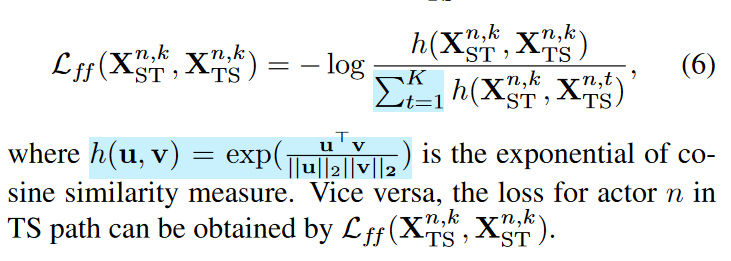 $\mathcal{L}_{ff}(\mathbf{X}_{\mathrm{ST}}^{n,k}, \mathbf{X}_{\mathrm{TS}}^{n,k}) = -\log \frac{h(\mathbf{X}_{\mathrm{ST}}^{n,k}, \mathbf{X}_{\mathrm{TS}}^{n,k})}{\sum_{t=1}^{K} h(\mathbf{X}_{\mathrm{ST}}^{n,k}, \mathbf{X}_{\mathrm{TS}}^{n,t})},$ (6)
where $h(\mathbf{u}, \mathbf{v}) = \exp(\frac{\mathbf{u}^\top \mathbf{v}}{||\mathbf{u}||_2 ||\mathbf{v}||_2})$ is the exponential of co-
sine similarity measure. Vice versa, the loss for actor $n$ in
TS path can be obtained by $\mathcal{L}_{ff}(\mathbf{X}_{\mathrm{TS}}^{n,k}, \mathbf{X}_{\mathrm{ST}}^{n,k})$.